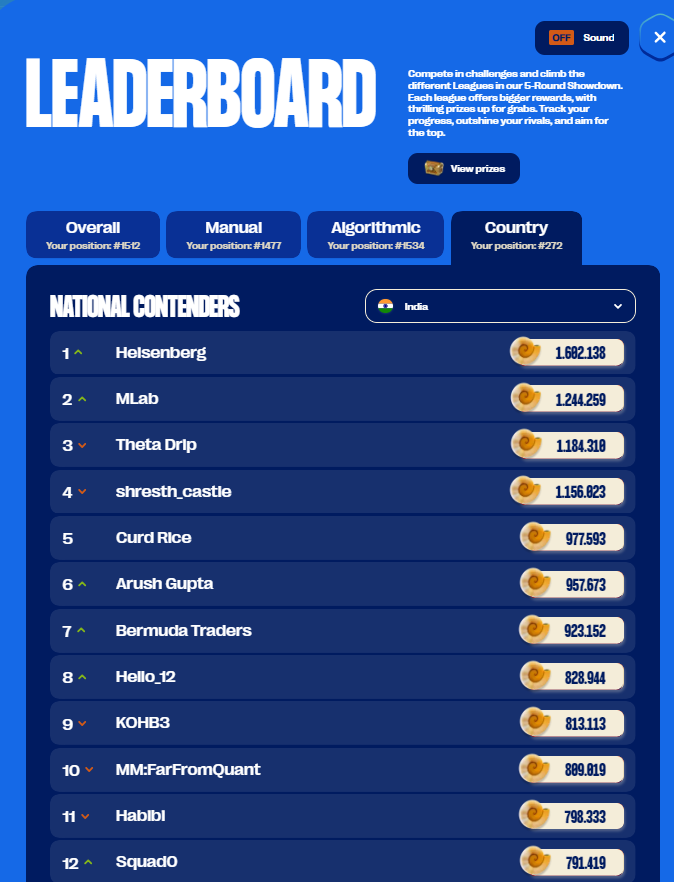 OFF Sound
LEADERBOARD
Compete in challenges and climb the
different Leagues in our 5-Round Showdown.
Each league offers bigger rewards, with
thrilling prizes up for grabs. Track your
progress, outshine your rivals, and aim for
the top.
View prizes
Overall
Your position: #1512
Manual
Your position: #1477
Algorithmic
Your position: #1534
Country
Your position: #272
NATIONAL CONTENDERS
India
1 Heisenberg 1.602.138
2 MLab 1.244.259
3 Theta Drip 1.184.310
4 shresth_castle 1.156.023
5 Curd Rice 977.593
6 Arush Gupta 957.673
7 Bermuda Traders 923.152
8 Hello_12 828.944
9 KOHB3 813.113
10 MM:FarFromQuant 809.019
11 Habibi 798.333
12 Squad0 791.419